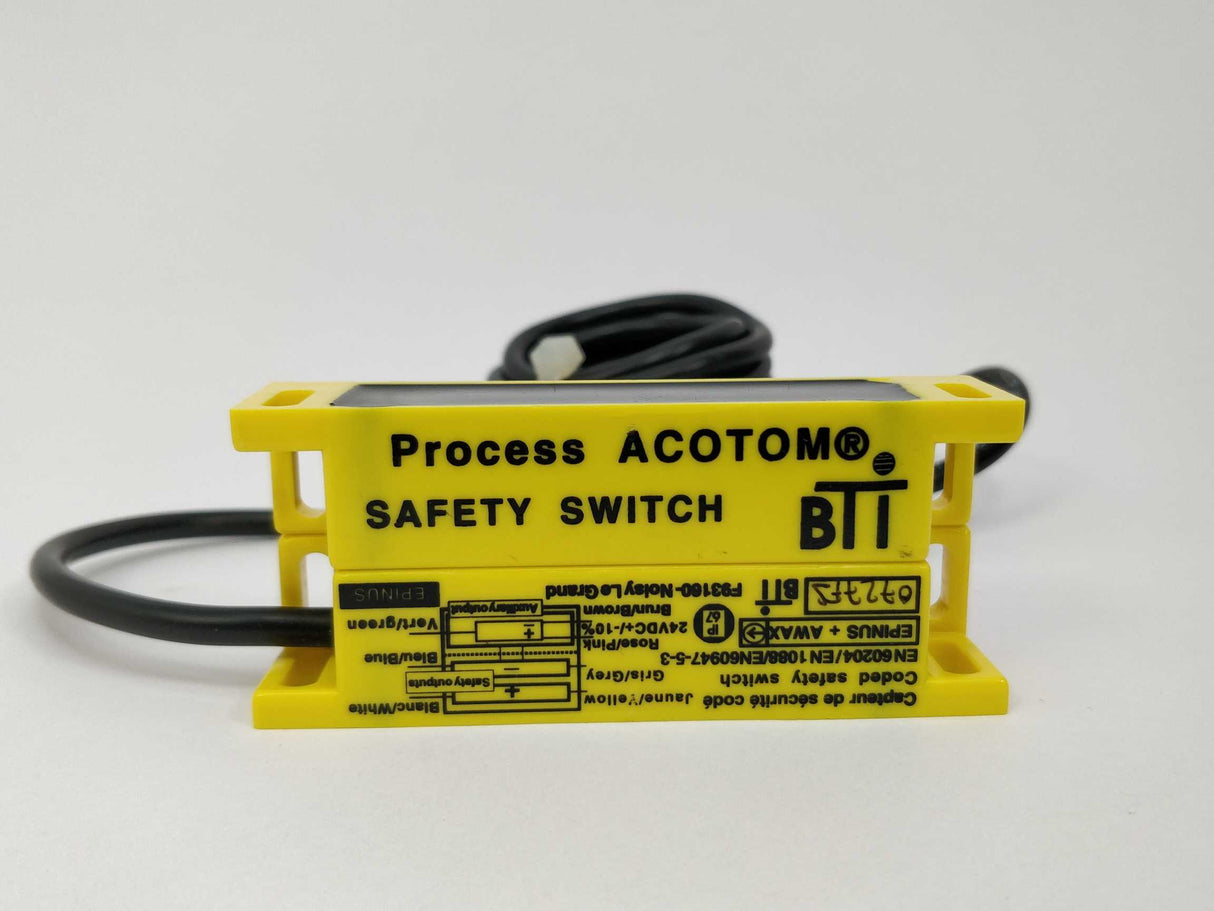 Process ACOTOM®
SAFETY SWITCH
BTI
Capteur de sécurité codé
Coded safety switch
EN 60204/EN 1088/EN60947-5-3
EPINUS + AWAX
IP 67
24VDC+/-10%
BTI
F93160-Noisy Le Grand
Jaune/Yellow
Gris/Grey
Rose/Pink
Brun/Brown
+
Safety outputs
-
+
-
Auxiliary output
Blanc/White
Bleu/Blue
Vert/green
EPINUS